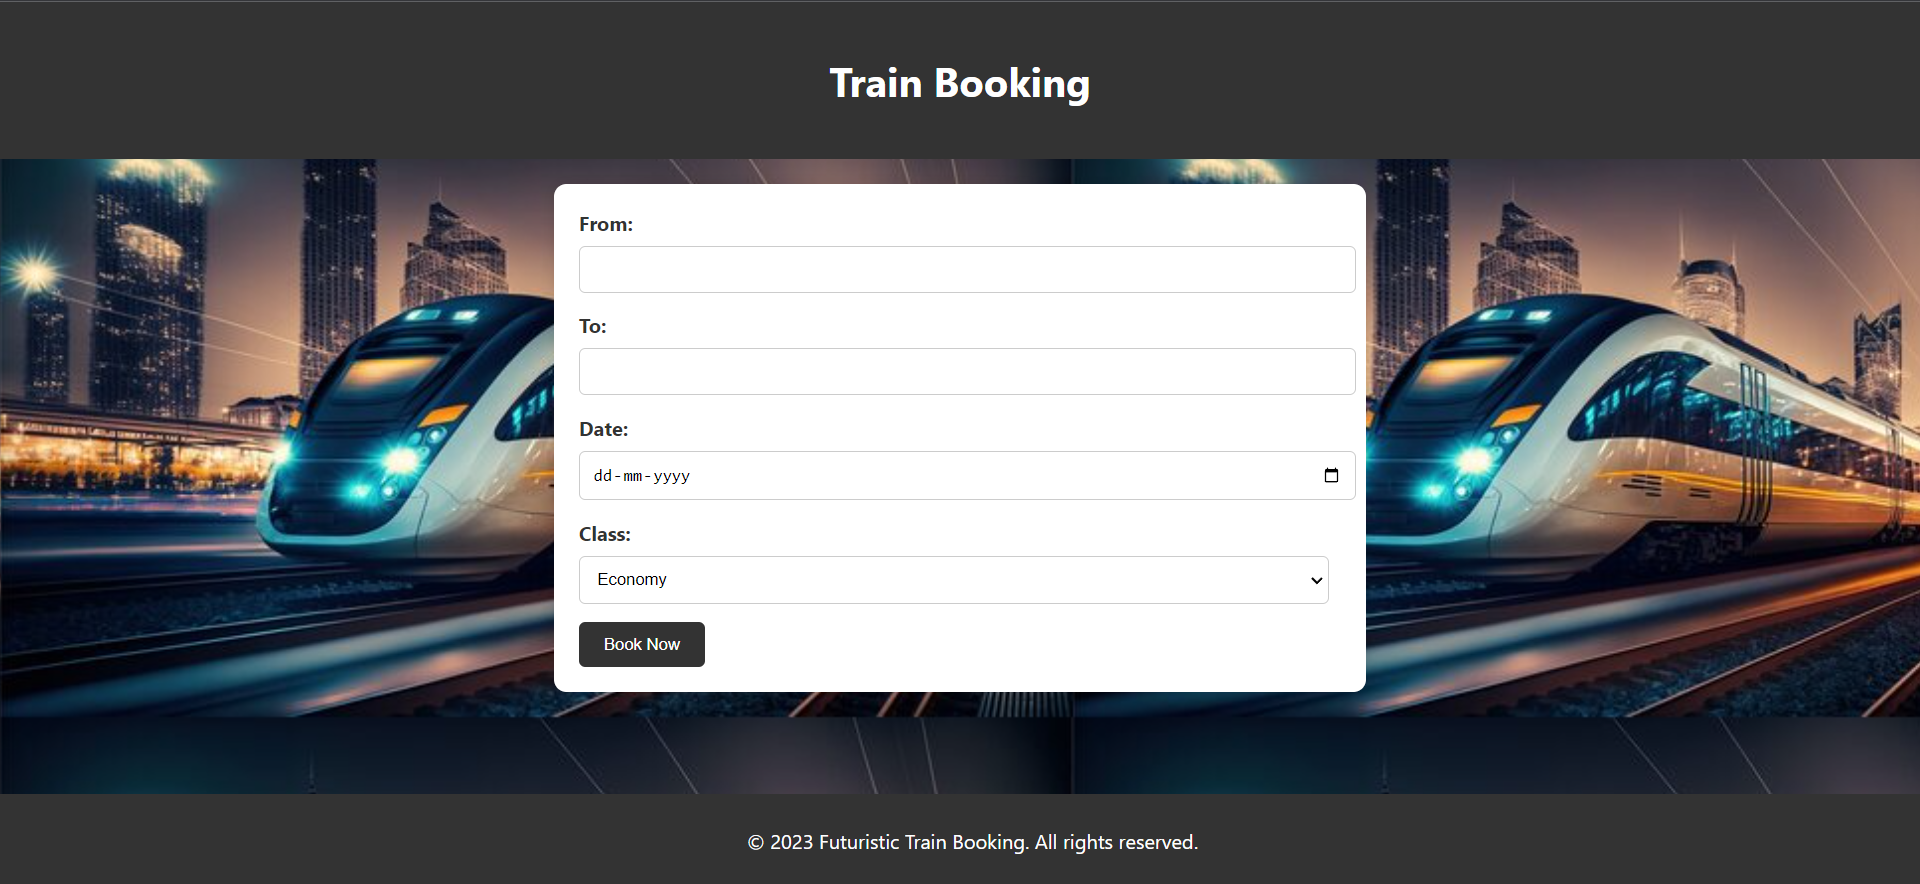 Train Booking
From:
To:
Date:
dd-mm-yyyy
Class:
Economy
Book Now
© 2023 Futuristic Train Booking. All rights reserved.